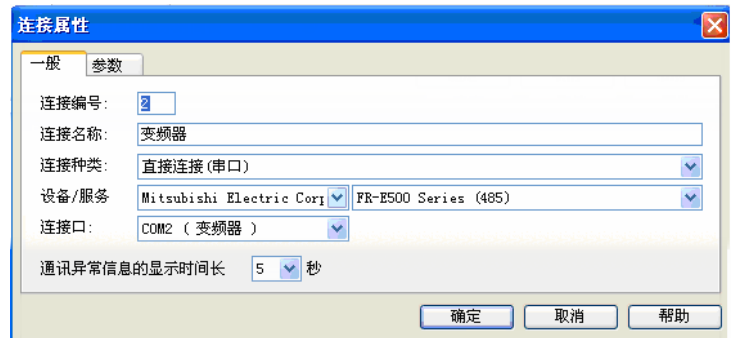 连接属性
一般 参数
连接编号: 2
连接名称: 变频器
连接种类: 直接连接(串口)
设备/服务 Mitsubishi Electric Corp FR-E500 Series (485)
连接口: COM2 ( 变频器 )
通讯异常信息的显示时间长 5 秒
确定 取消 帮助